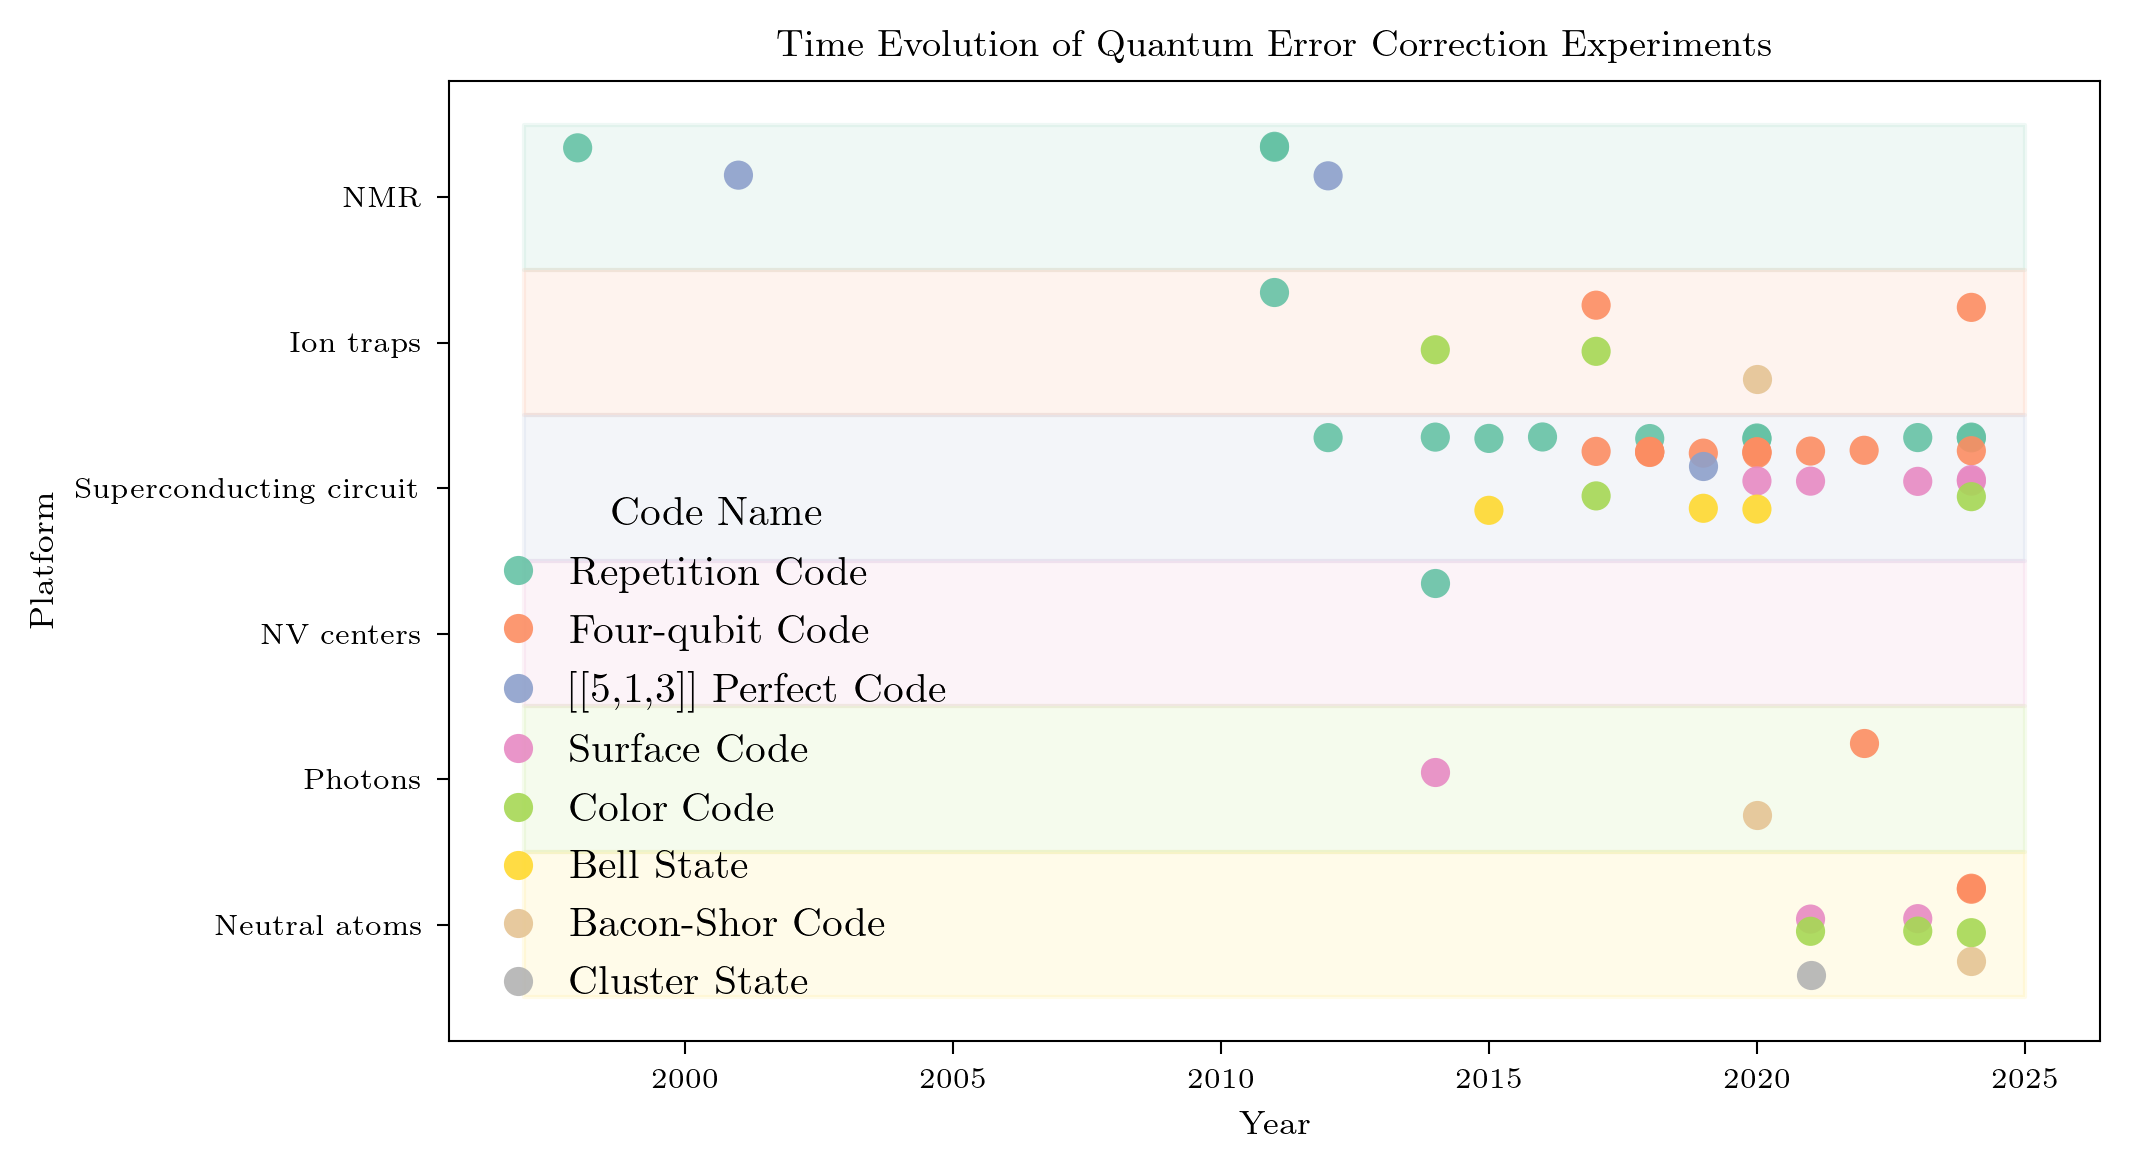 Time Evolution of Quantum Error Correction Experiments
NMR
Ion traps
Superconducting circuit
NV centers
Photons
Neutral atoms
Platform
Code Name
Repetition Code
Four-qubit Code
[[5,1,3]] Perfect Code
Surface Code
Color Code
Bell State
Bacon-Shor Code
Cluster State
2000 2005 2010 2015 2020 2025
Year